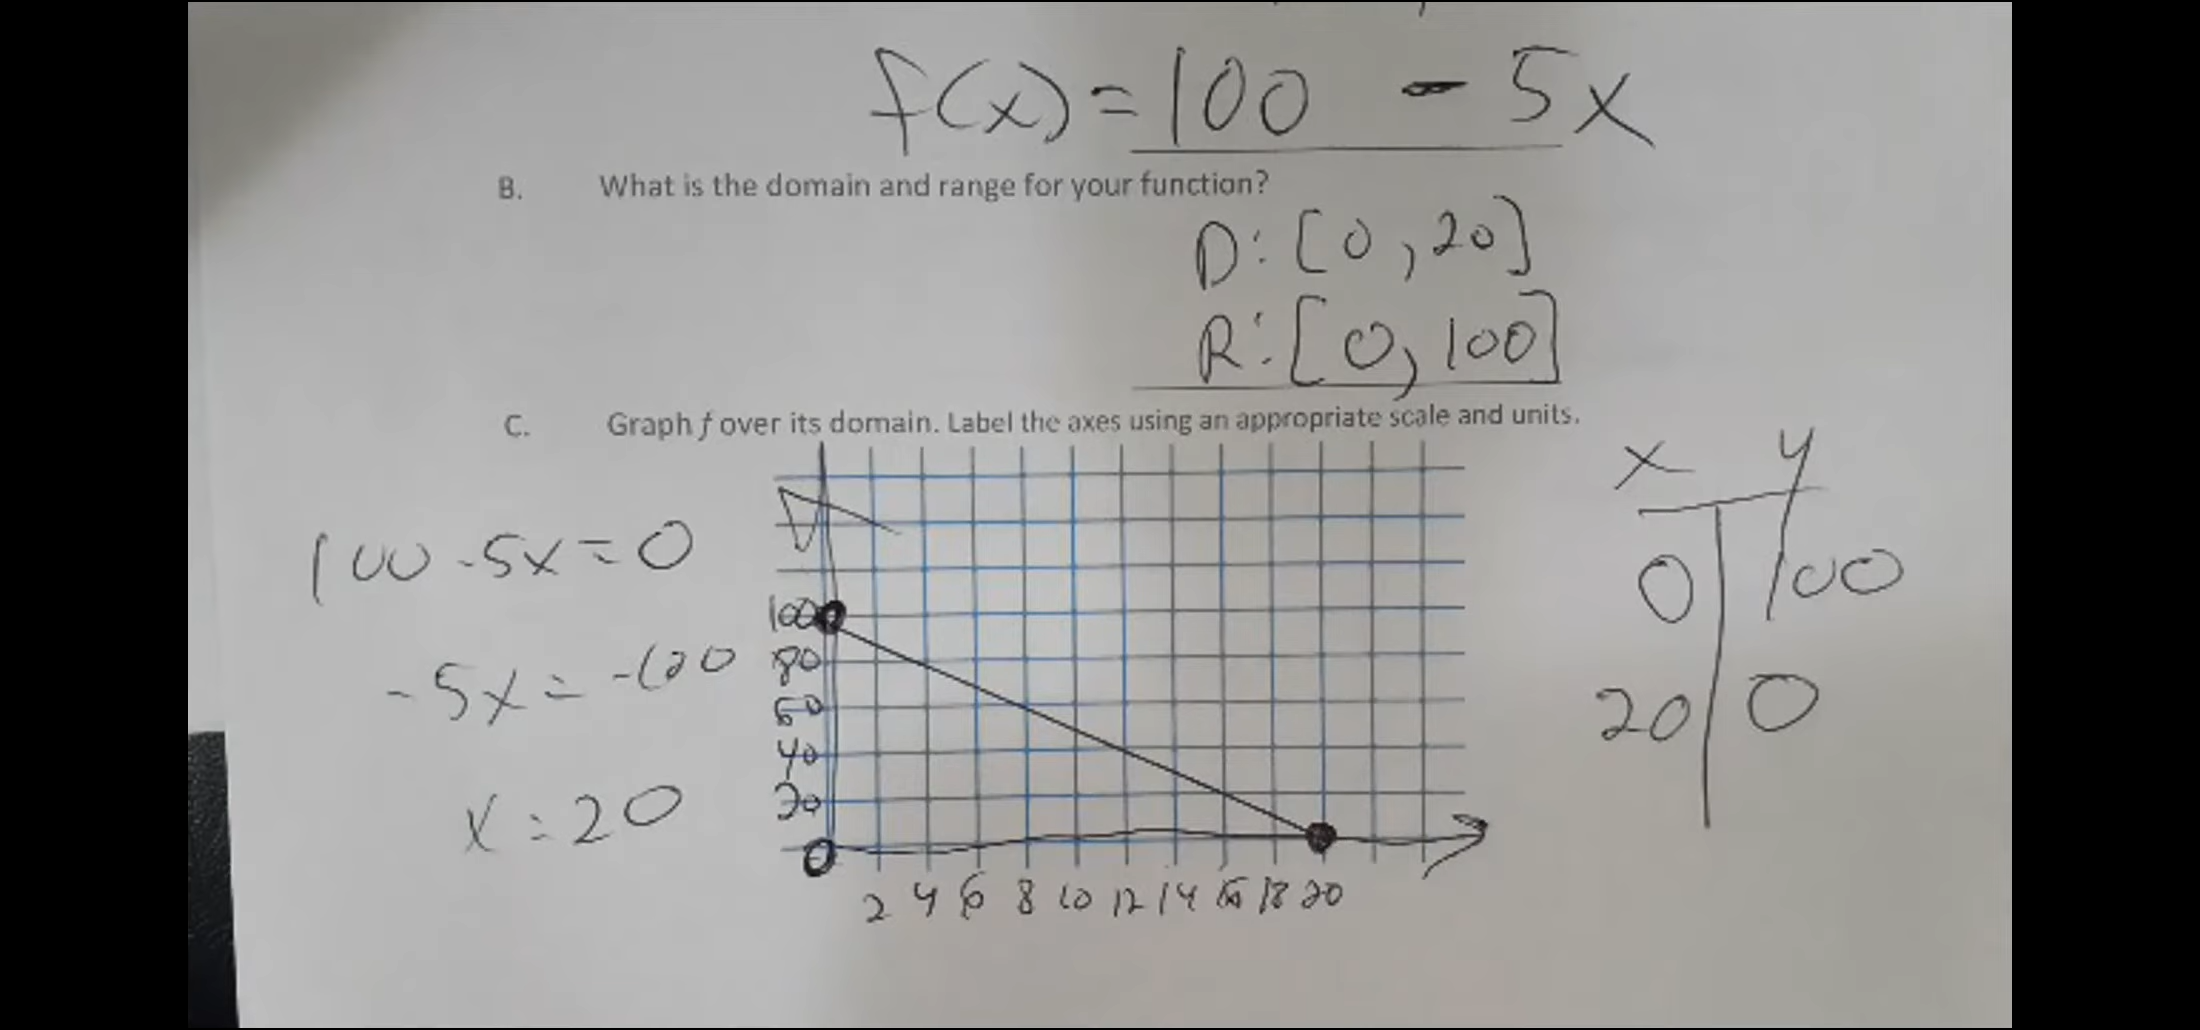 f(x) = 100 - 5x
B. What is the domain and range for your function?
D: [0, 20]
R: [0, 100]
C. Graph f over its domain. Label the axes using an appropriate scale and units.
x y
0 100
20 0
100 - 5x = 0
-5x = -100
x = 20
100
80
60
40
20
0
2 4 6 8 10 12 14 16 18 20